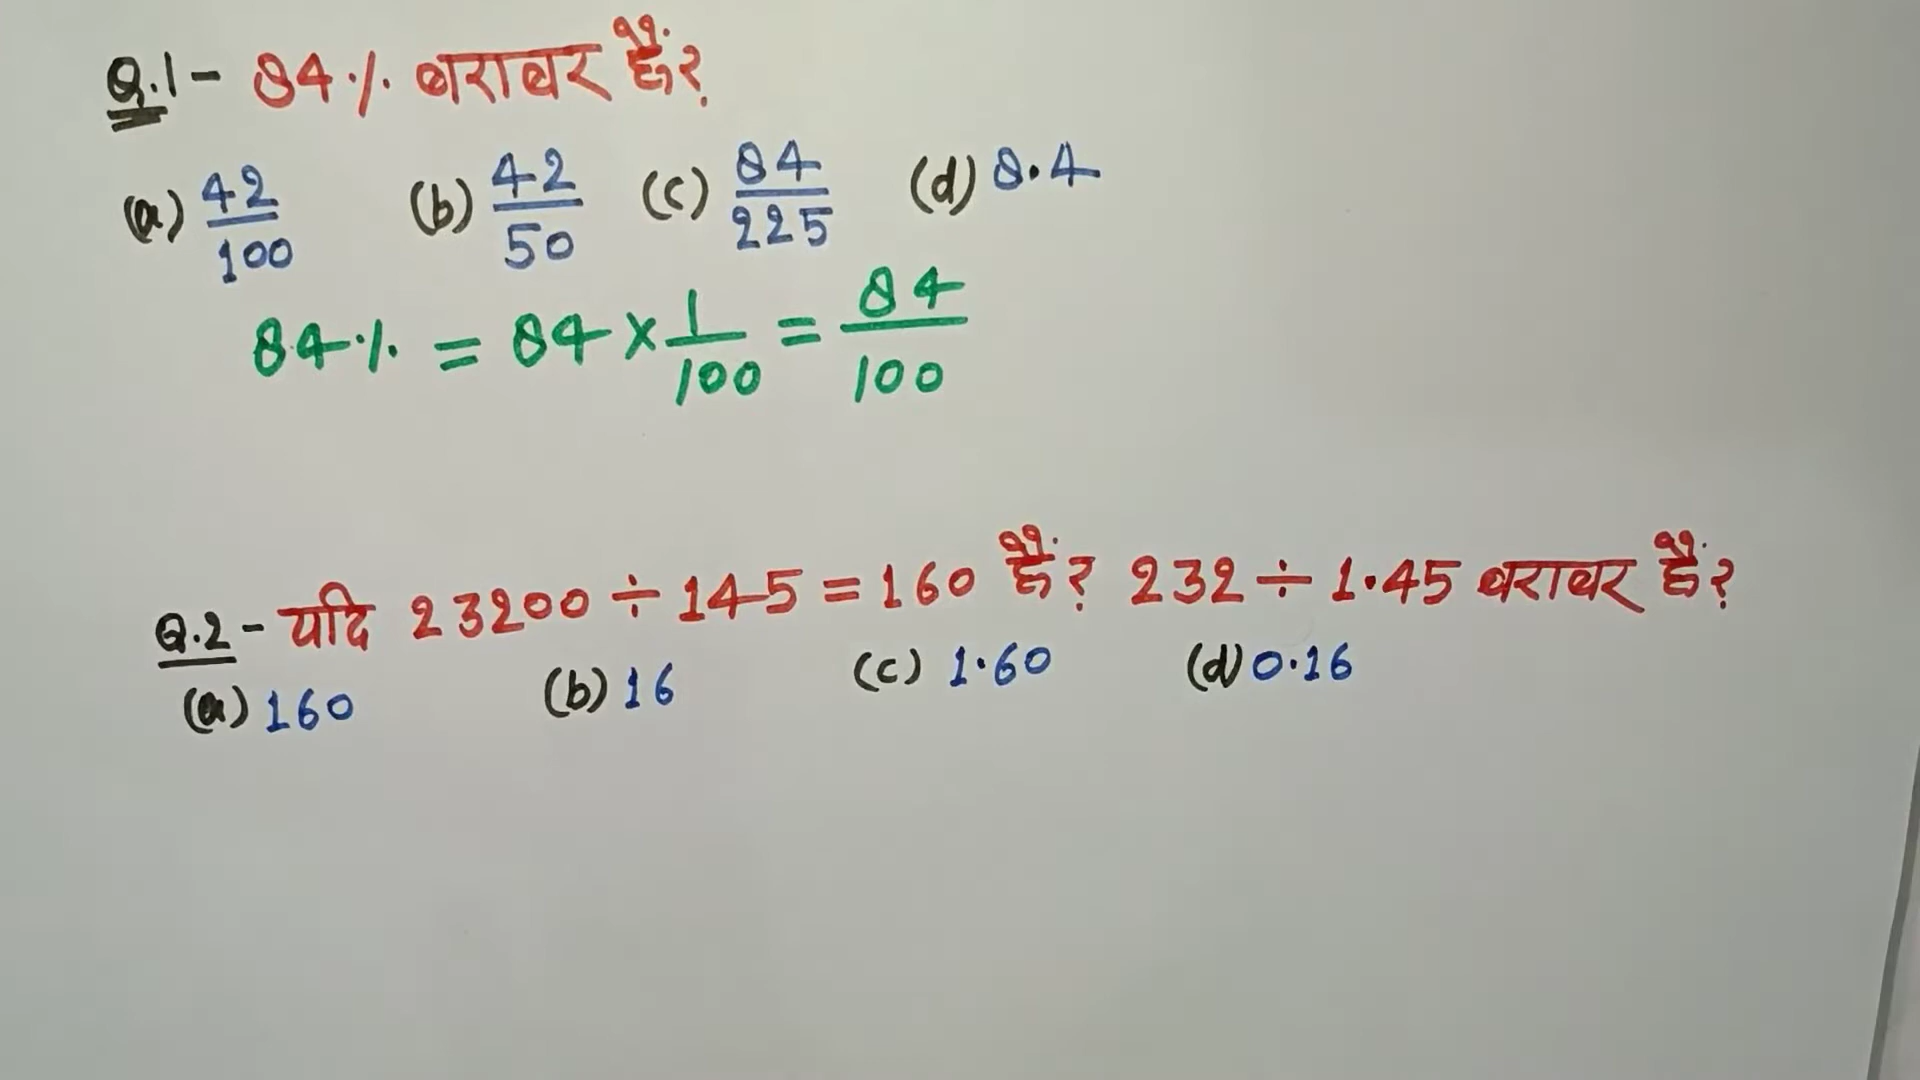 Q.1- 84% बराबर हैं?
(a) 42/100 (b) 42/50 (c) 84/225 (d) 8.4
84% = 84 × 1/100 = 84/100
Q.2- यदि 23200 ÷ 145 = 160 हैं? 232 ÷ 1.45 बराबर हैं?
(a) 160 (b) 16 (c) 1.60 (d) 0.16